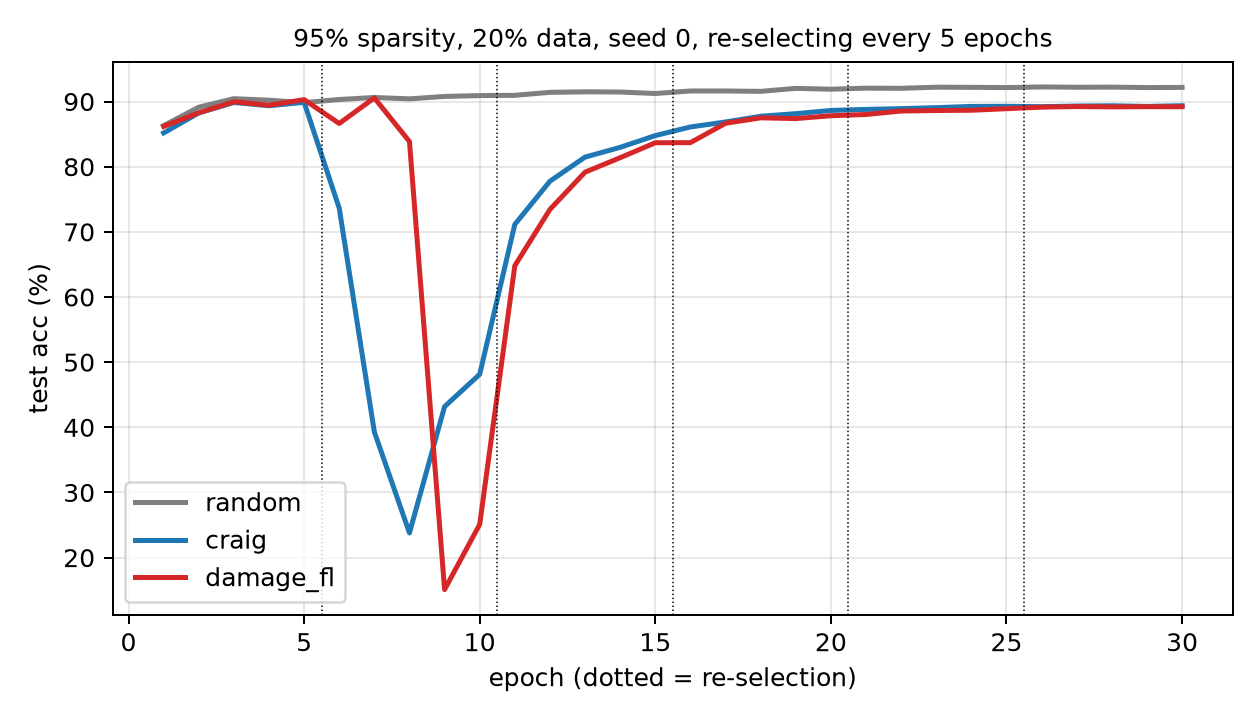 95% sparsity, 20% data, seed 0, re-selecting every 5 epochs
test acc (%)
90
80
70
60
50
40
30
20
random
craig
damage_fl
0 5 10 15 20 25 30
epoch (dotted = re-selection)